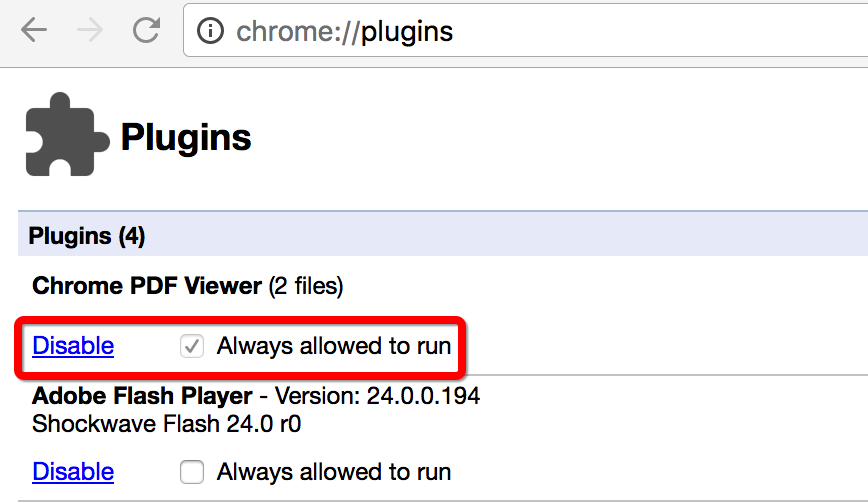 chrome://plugins
Plugins
Plugins (4)
Chrome PDF Viewer (2 files)
Disable Always allowed to run
Adobe Flash Player - Version: 24.0.0.194
Shockwave Flash 24.0 r0
Disable Always allowed to run